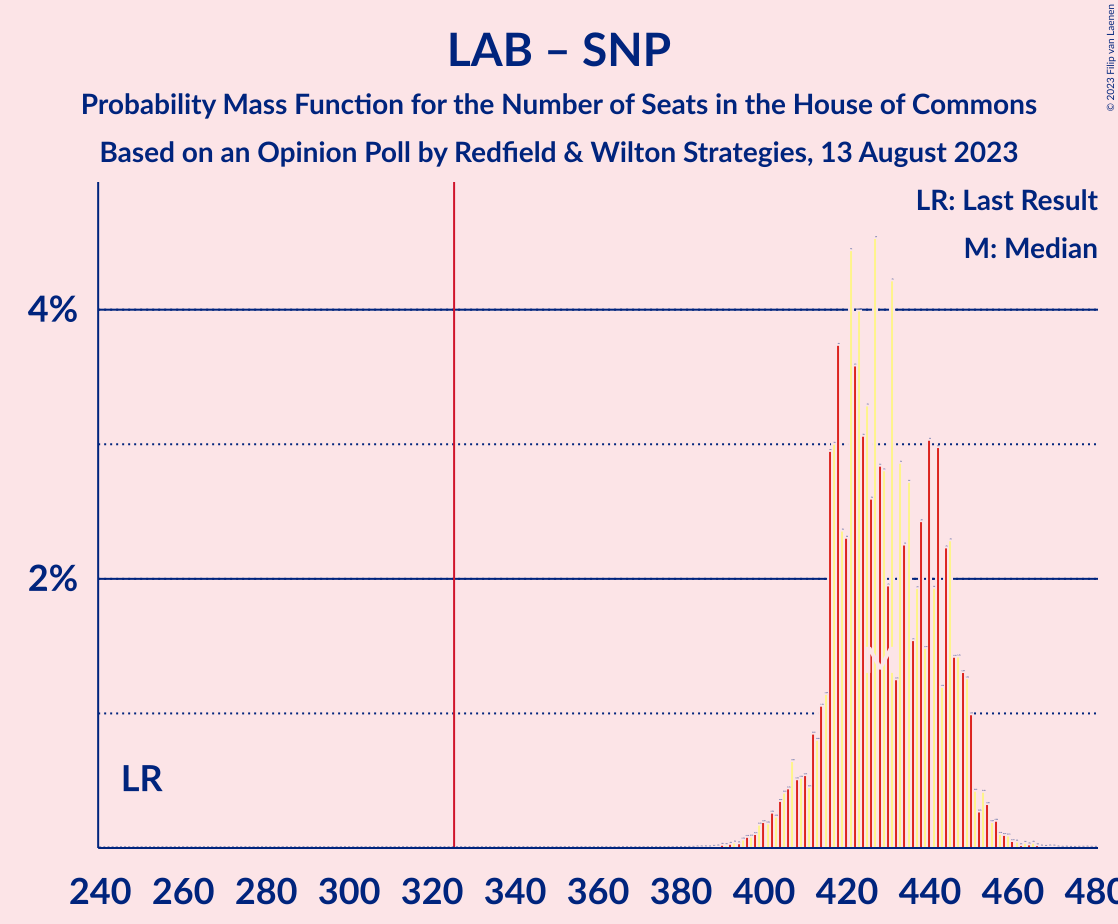 LAB – SNP
Probability Mass Function for the Number of Seats in the House of Commons
Based on an Opinion Poll by Redfield & Wilton Strategies, 13 August 2023
© 2023 Filip van Laenen
LR: Last Result
M: Median
4%
2%
M
LR
240 260 280 300 320 340 360 380 400 420 440 460 480